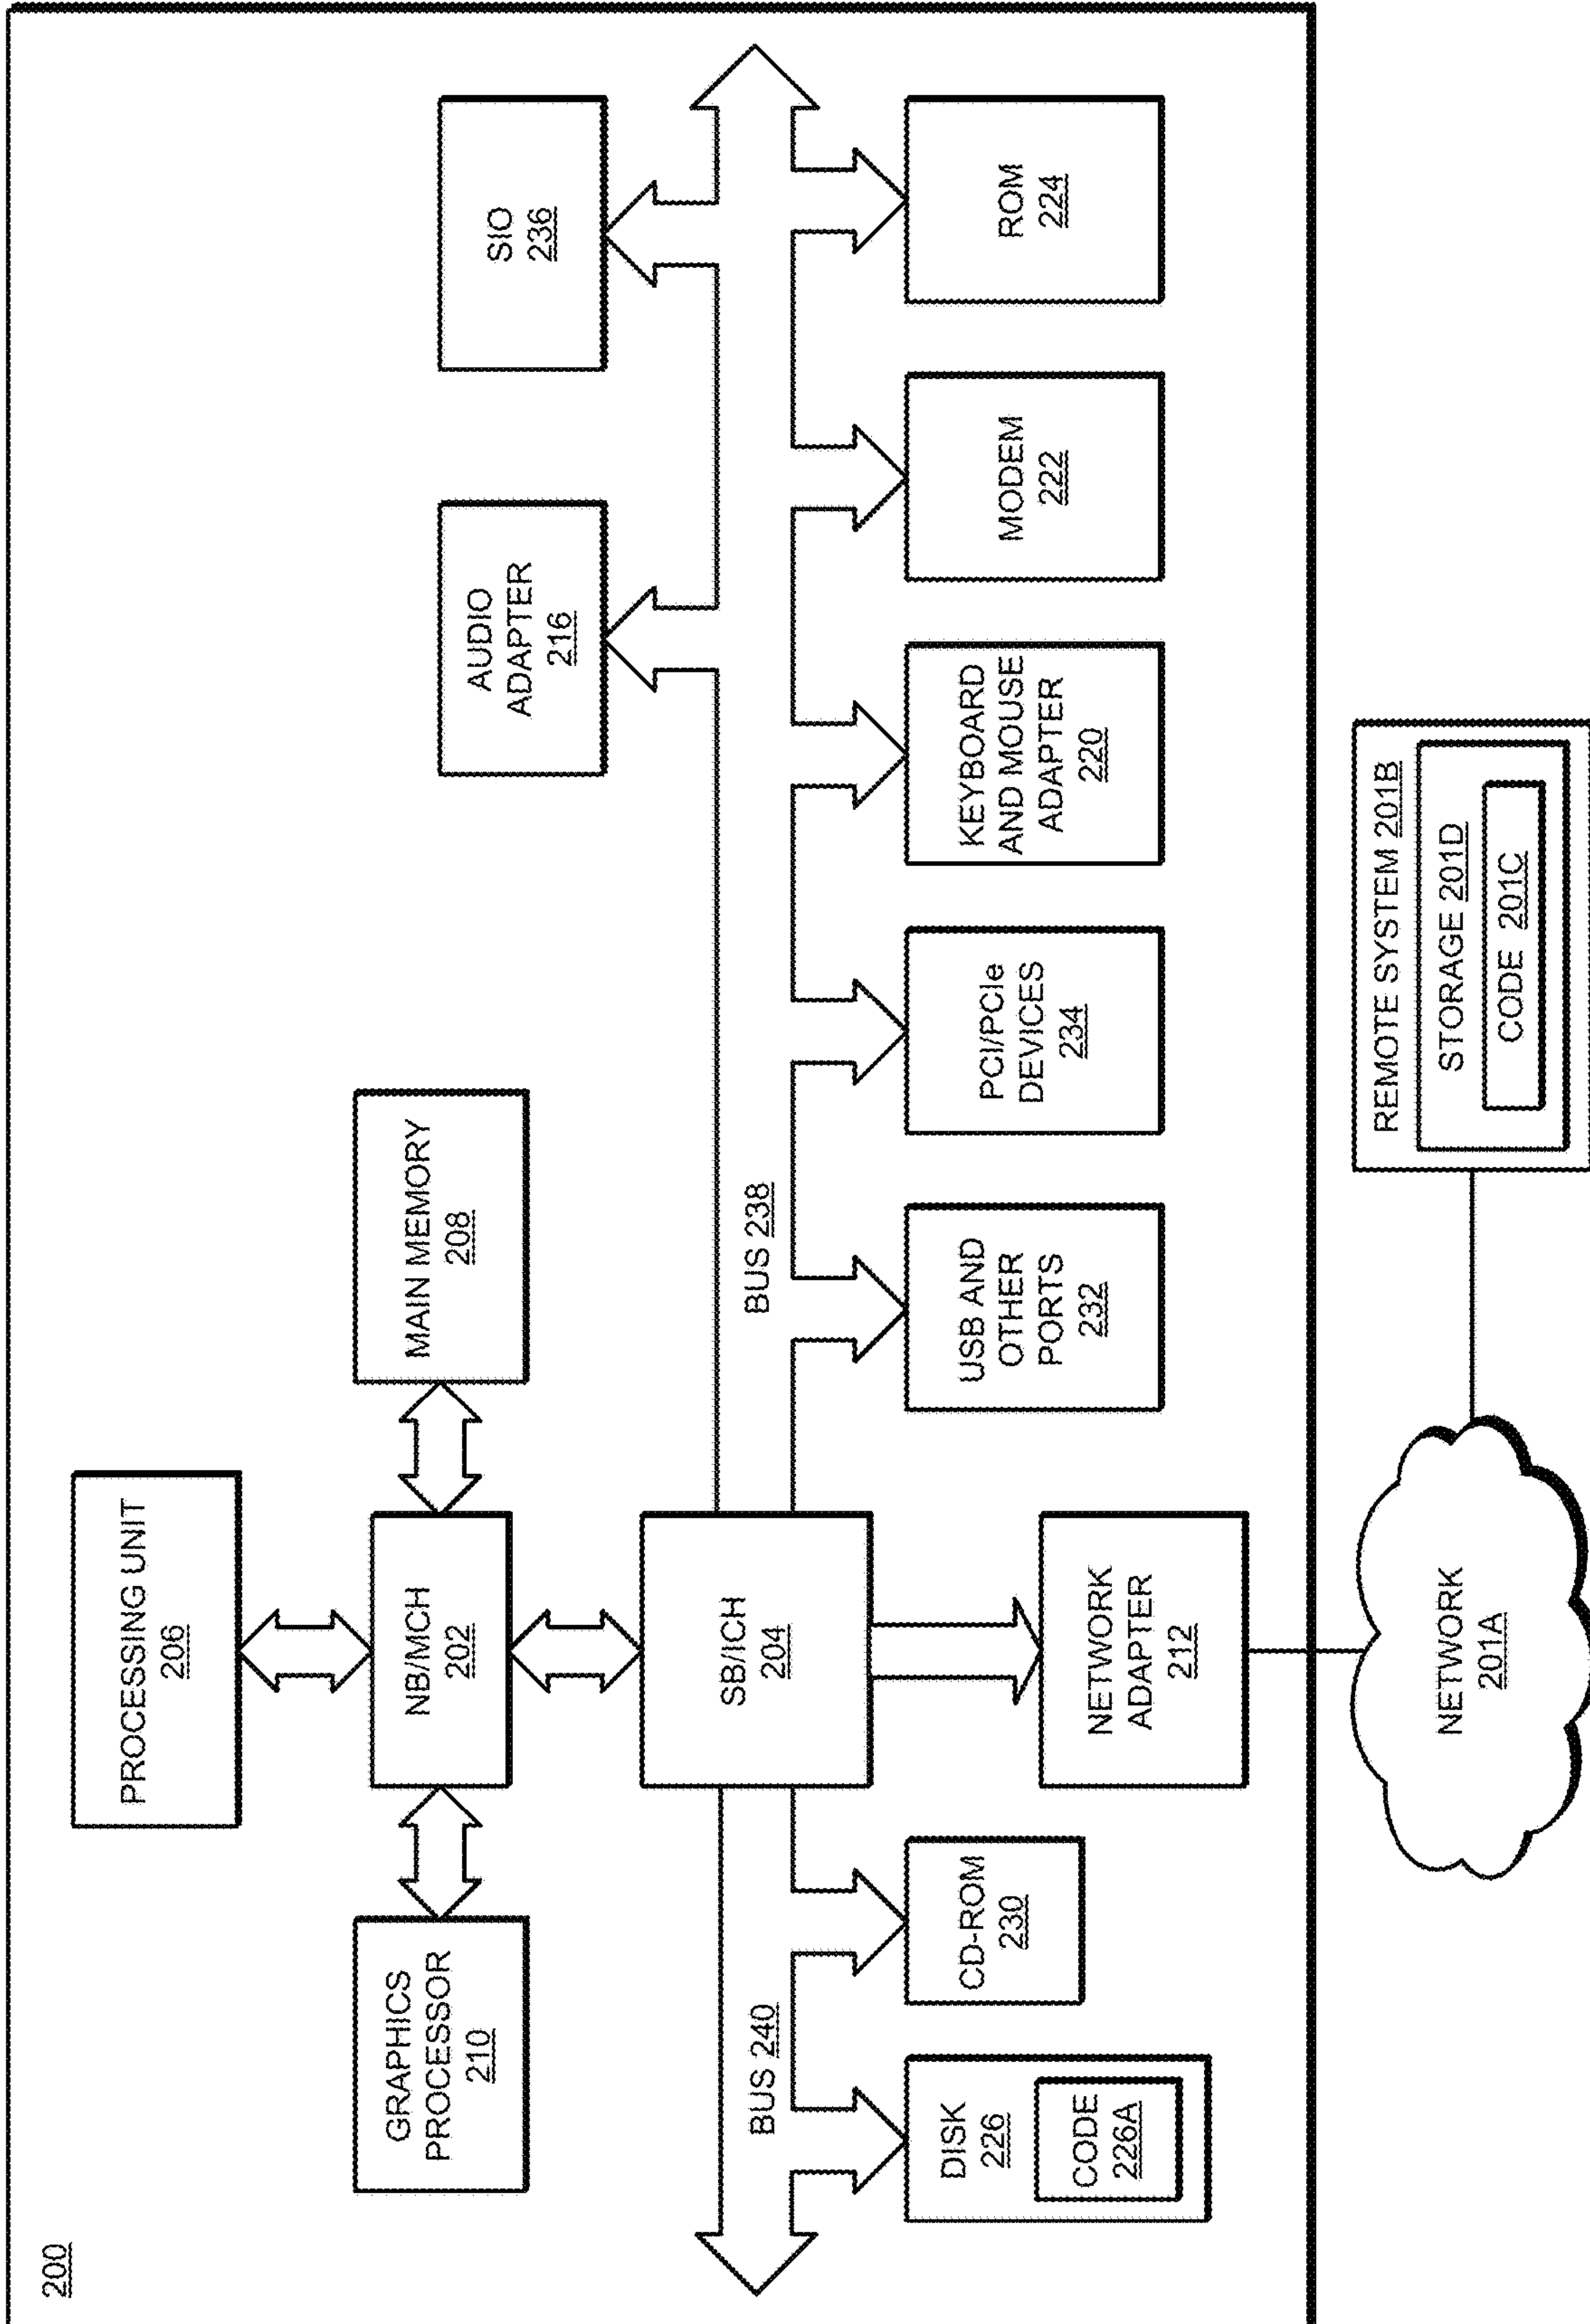 200
PROCESSING UNIT
206
GRAPHICS
PROCESSOR
210
NB/MCH
202
MAIN MEMORY
208
AUDIO
ADAPTER
216
SIO
236
SB/ICH
204
BUS 240
BUS 238
DISK
226
CODE
226A
CD-ROM
230
NETWORK
ADAPTER
212
USB AND
OTHER
PORTS
232
PCI/PCIe
DEVICES
234
KEYBOARD
AND MOUSE
ADAPTER
220
MODEM
222
ROM
224
NETWORK
201A
REMOTE SYSTEM 201B
STORAGE 201D
CODE 201C